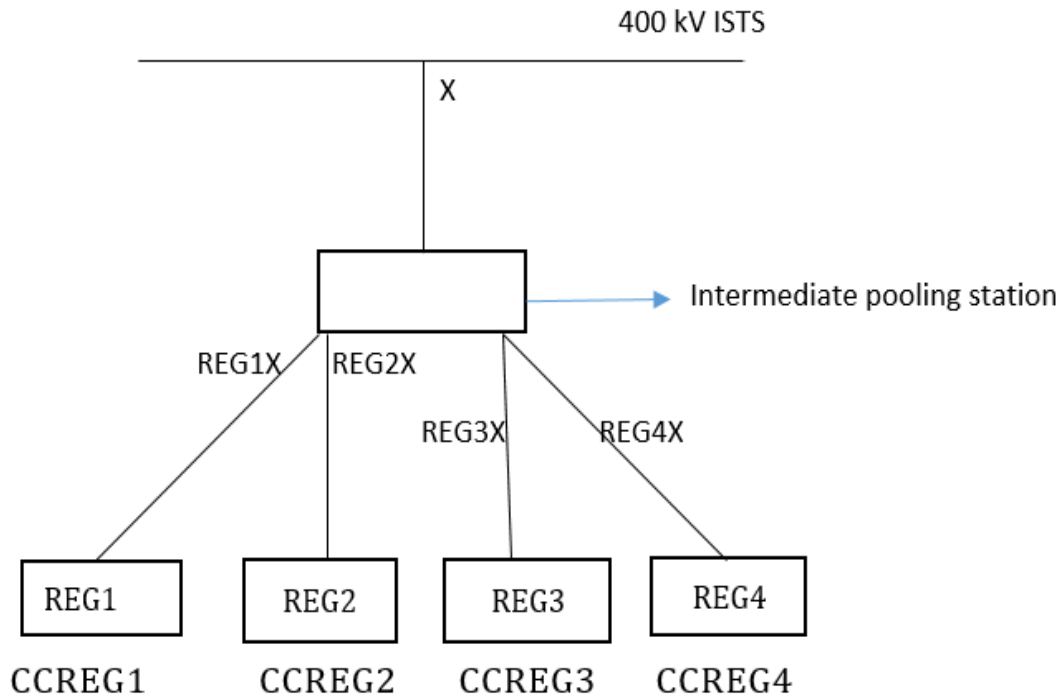 400 kV ISTS
X
Intermediate pooling station
REG1X
REG2X
REG3X
REG4X
REG1
REG2
REG3
REG4
CCREG1
CCREG2
CCREG3
CCREG4